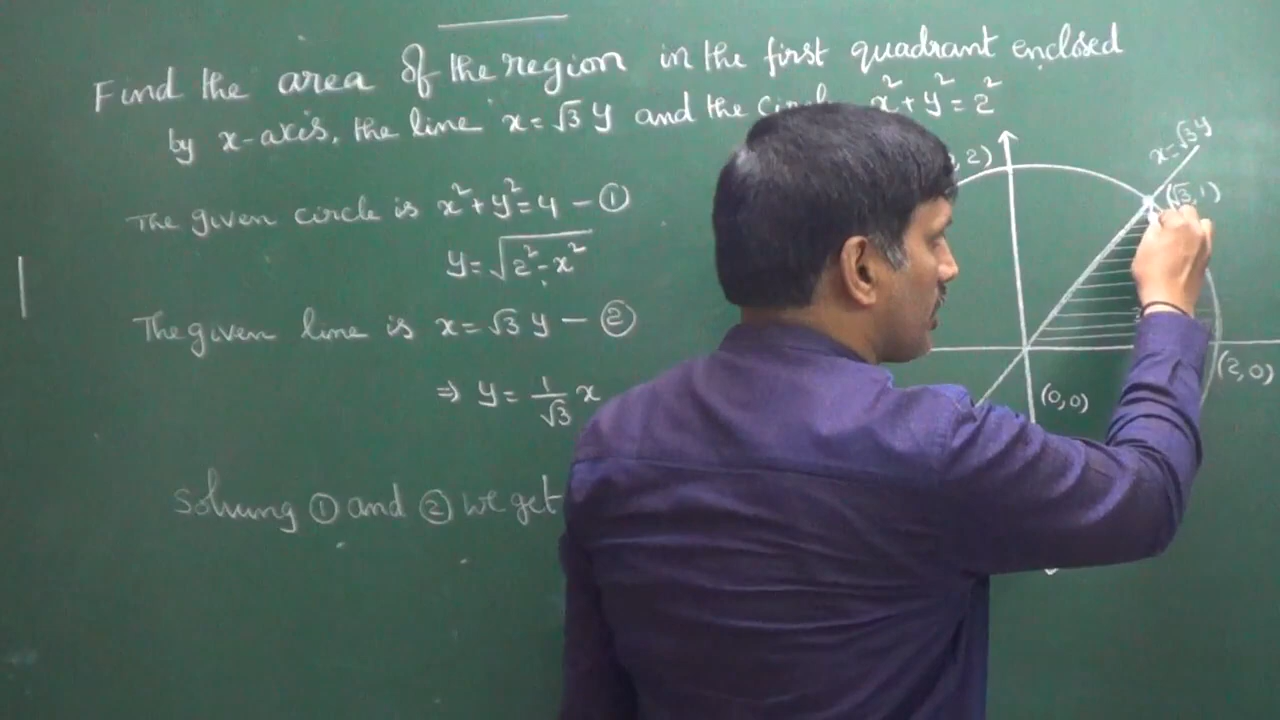 Find the area of the region in the first quadrant enclosed
by x-axis, the line x = √3 y and the x² + y² = 2²
The given circle is x² + y² = 4 - ①
y = √2² - x²
The given line is x = √3 y - ②
⇒ y = 1/√3 x
Solving ① and ② we get
2)
x = √3 y
(√3, 1)
(2, 0)
(0, 0)